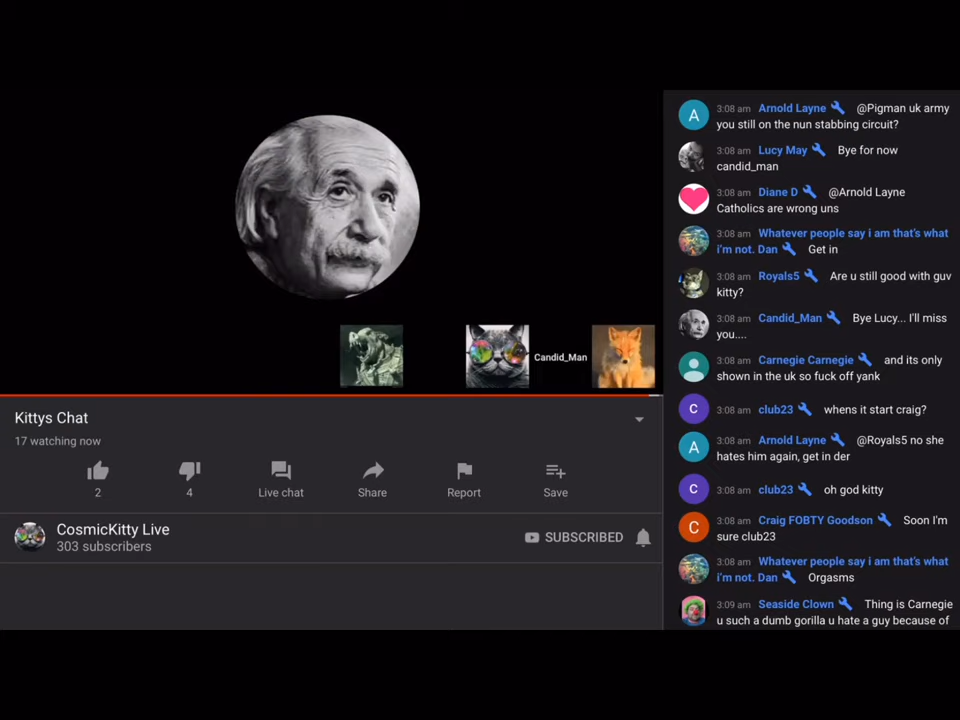 Candid_Man
Kittys Chat
17 watching now
2
4
Live chat
Share
Report
Save
CosmicKitty Live
303 subscribers
SUBSCRIBED
A
3:08 am Arnold Layne @Pigman uk army
you still on the nun stabbing circuit?
3:08 am Lucy May Bye for now
candid_man
3:08 am Diane D @Arnold Layne
Catholics are wrong uns
3:08 am Whatever people say i am that's what
i'm not. Dan Get in
3:08 am Royals5 Are u still good with guv
kitty?
3:08 am Candid_Man Bye Lucy... I'll miss
you....
3:08 am Carnegie Carnegie and its only
shown in the uk so fuck off yank
C
3:08 am club23 whens it start craig?
A
3:08 am Arnold Layne @Royals5 no she
hates him again, get in der
C
3:08 am club23 oh god kitty
C
3:08 am Craig FOBTY Goodson Soon I'm
sure club23
3:08 am Whatever people say i am that's what
i'm not. Dan Orgasms
3:09 am Seaside Clown Thing is Carnegie
u such a dumb gorilla u hate a guy because of